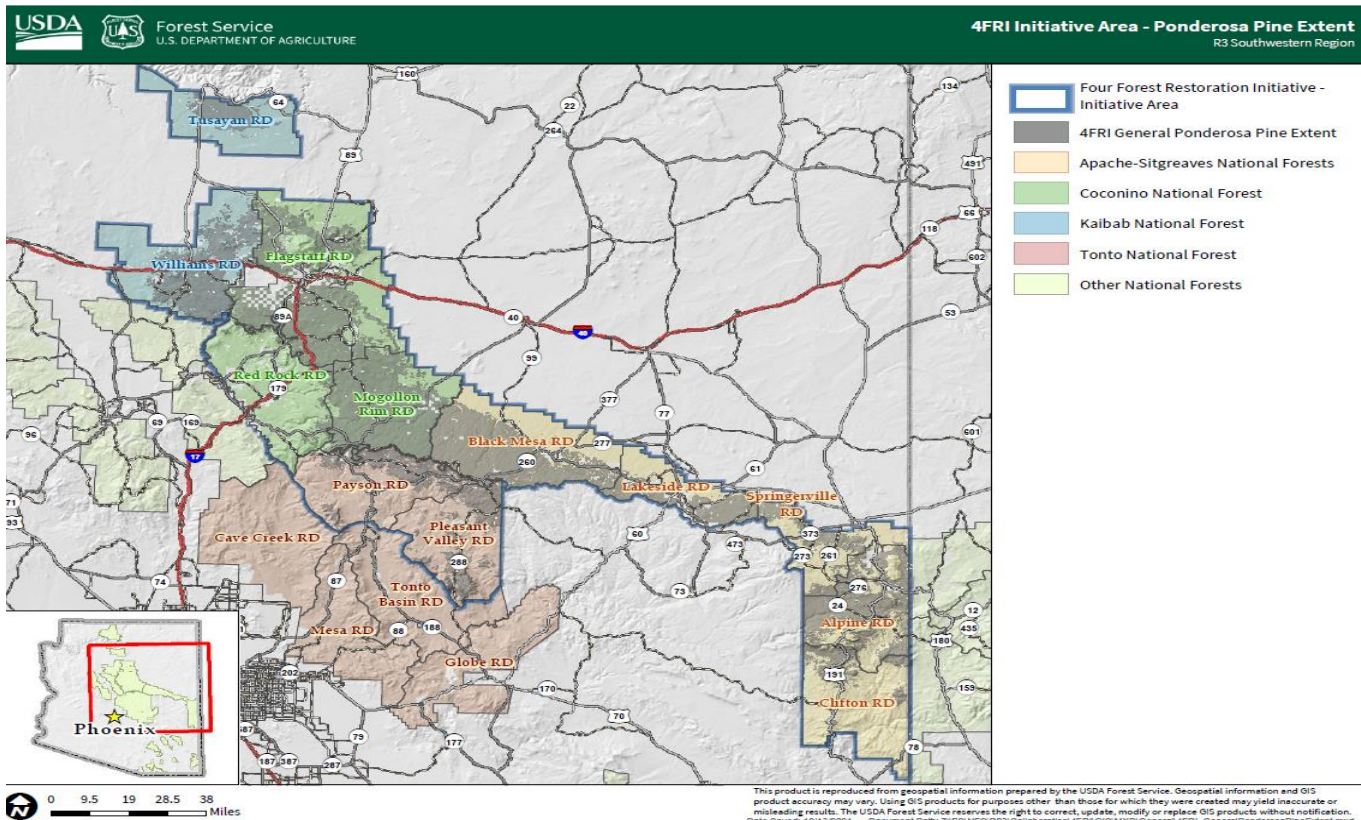 USDA
Forest Service
U.S. DEPARTMENT OF AGRICULTURE
4FRI Initiative Area - Ponderosa Pine Extent
R3 Southwestern Region
Four Forest Restoration Initiative -
Initiative Area
4FRI General Ponderosa Pine Extent
Apache-Sitgreaves National Forests
Coconino National Forest
Kaibab National Forest
Tonto National Forest
Other National Forests
160
134
64
22
Tusayan RD
264
89
491
66
118
602
Williams RD
Flagstaff RD
53
89A
40
40
99
Red Rock RD
179
Mogollon
Rim RD
377
77
69
169
96
17
Black Mesa RD
277
601
260
61
Payson RD
Lakeside RD
Springerville
RD
71
93
Pleasant
Valley RD
Cave Creek RD
60
373
473
273
261
288
74
87
Tonto
Basin RD
73
276
24
12
435
Mesa RD
88
188
Alpine RD
180
Globe RD
202
191
159
170
Clifton RD
70
Phoenix
78
79
177
187
387
287
0 9.5 19 28.5 38
Miles
This product is reproduced from geospatial information prepared by the USDA Forest Service. Geospatial information and GIS
product accuracy may vary. Using GIS products for purposes other than those for which they were created may yield inaccurate or
misleading results. The USDA Forest Service reserves the right to correct, update, modify or replace GIS products without notification.